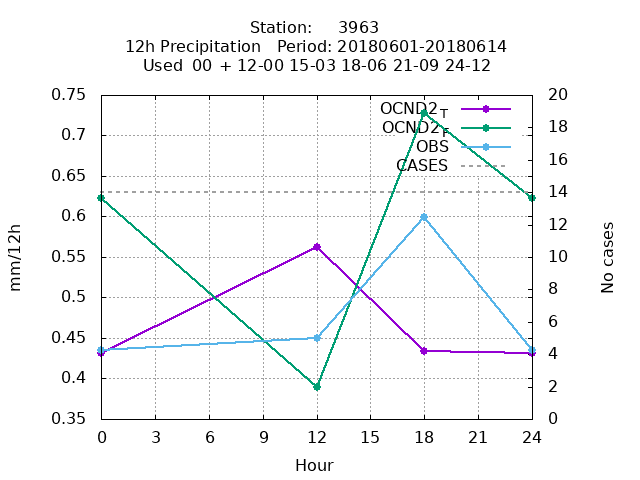 Station: 3963
12h Precipitation Period: 20180601-20180614
Used 00 + 12-00 15-03 18-06 21-09 24-12
0.75
0.7
0.65
0.6
0.55
0.5
0.45
0.4
0.35
mm/12h
OCND2T
OCND2F
OBS
CASES
20
18
16
14
12
10
8
6
4
2
0
No cases
0 3 6 9 12 15 18 21 24
Hour